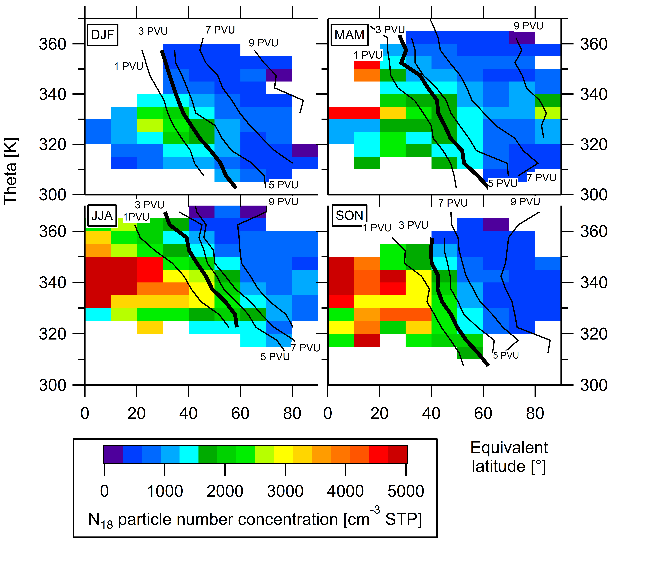 DJF
3 PVU
7 PVU
9 PVU
1 PVU
5 PVU
MAM
3 PVU
9 PVU
1 PVU
5 PVU
7 PVU
360
340
320
300
Theta [K]
JJA
3 PVU
1PVU
9 PVU
7 PVU
5 PVU
SON
7 PVU
9 PVU
1 PVU
3 PVU
5 PVU
360
340
320
300
0 20 40 60 80
0 20 40 60 80
Equivalent
latitude [°]
0 1000 2000 3000 4000 5000
N18 particle number concentration [cm-3 STP]